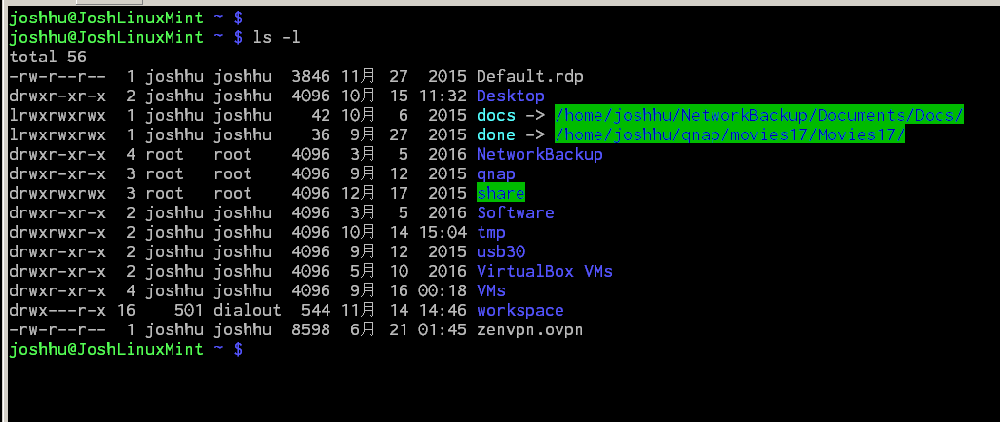 joshhu@JoshLinuxMint ~ $
joshhu@JoshLinuxMint ~ $ ls -l
total 56
-rw-r--r--  1 joshhu joshhu  3846 11月 27  2015 Default.rdp
drwxr-xr-x  2 joshhu joshhu  4096 10月 15 11:32 Desktop
lrwxrwxrwx  1 joshhu joshhu    42 10月  6  2015 docs -> /home/joshhu/NetworkBackup/Documents/Docs/
lrwxrwxrwx  1 joshhu joshhu    36  9月 27  2015 done -> /home/joshhu/qnap/movies17/Movies17/
drwxr-xr-x  4 root   root    4096  3月  5  2016 NetworkBackup
drwxr-xr-x  3 root   root    4096  9月 12  2015 qnap
drwxrwxrwx  3 root   root    4096 12月 17  2015 share
drwxrwxr-x  2 joshhu joshhu  4096  3月  5  2016 Software
drwxrwxr-x  2 joshhu joshhu  4096 10月 14 15:04 tmp
drwxr-xr-x  2 joshhu joshhu  4096  9月 12  2015 usb30
drwxrwxr-x  2 joshhu joshhu  4096  5月 10  2016 VirtualBox VMs
drwxrwxr-x  4 joshhu joshhu  4096  9月 16 00:18 VMs
drwx---r-x 16    501 dialout  544 11月 14 14:46 workspace
-rw-r--r--  1 joshhu joshhu  8598  6月 21 01:45 zenvpn.ovpn
joshhu@JoshLinuxMint ~ $